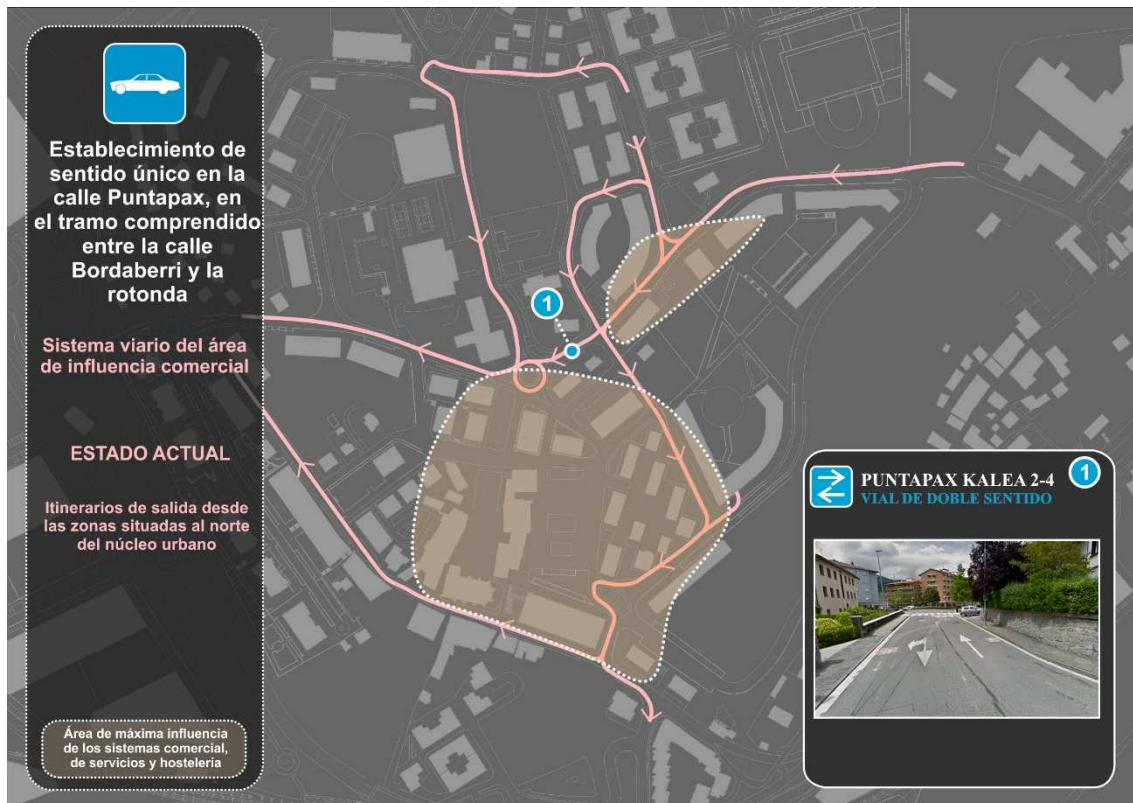 Establecimiento de
sentido único en la
calle Puntapax, en
el tramo comprendido
entre la calle
Bordaberri y la
rotonda
Sistema viario del área
de influencia comercial
ESTADO ACTUAL
Itinerarios de salida desde
las zonas situadas al norte
del núcleo urbano
Área de máxima influencia
de los sistemas comercial,
de servicios y hostelería
1
PUNTAPAX KALEA 2-4
1
VIAL DE DOBLE SENTIDO